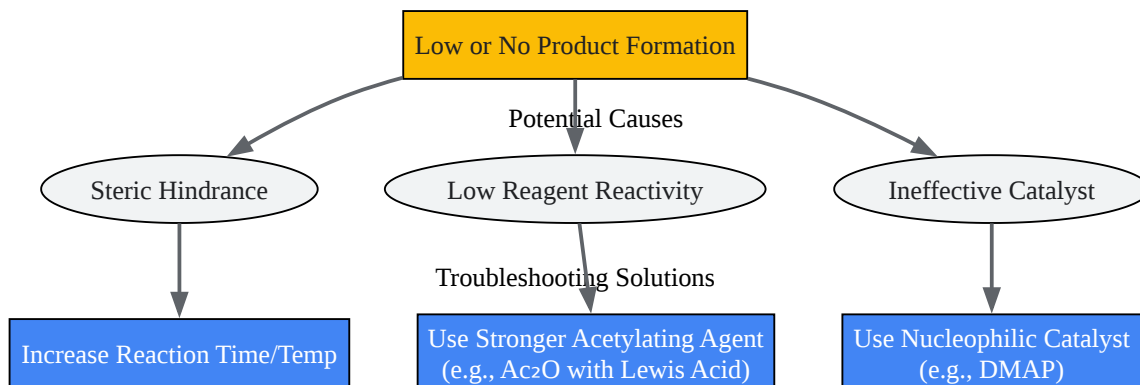 Low or No Product Formation
Potential Causes
Steric Hindrance
Low Reagent Reactivity
Ineffective Catalyst
Troubleshooting Solutions
Increase Reaction Time/Temp
Use Stronger Acetylating Agent
(e.g., Ac₂O with Lewis Acid)
Use Nucleophilic Catalyst
(e.g., DMAP)